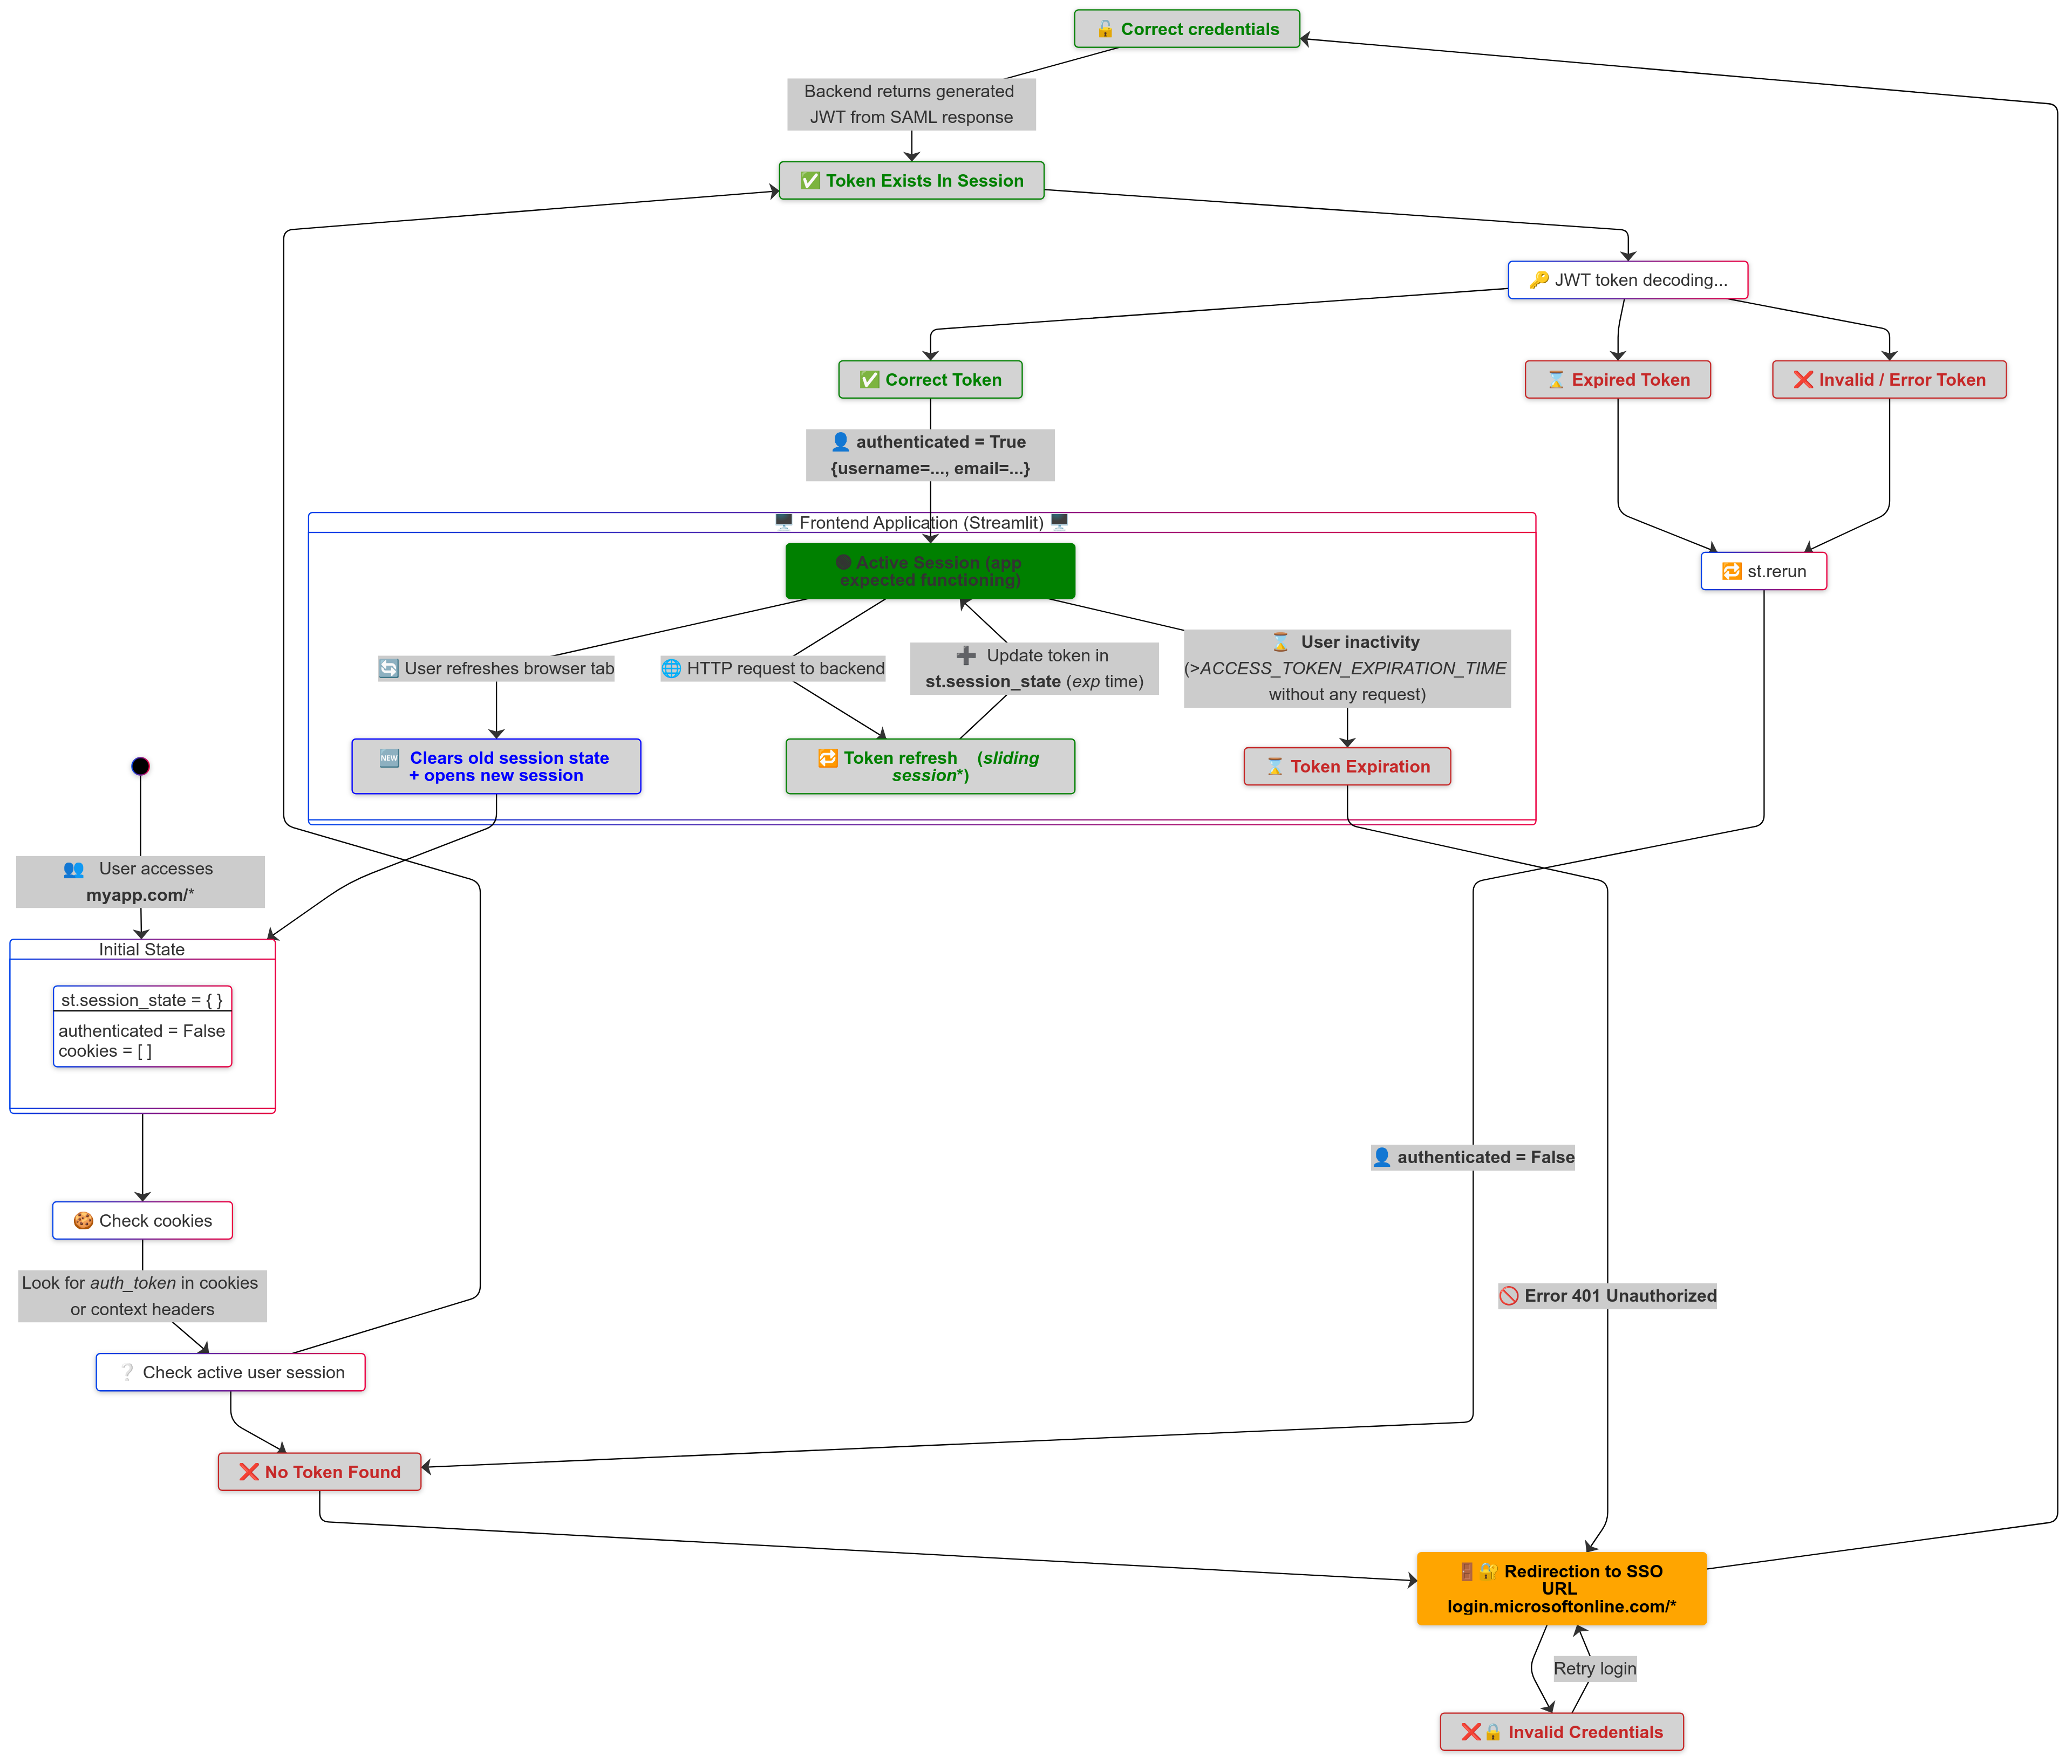 🔓 Correct credentials
Backend returns generated
JWT from SAML response
✅ Token Exists In Session
🔑 JWT token decoding...
✅ Correct Token
⌛ Expired Token
❌ Invalid / Error Token
👤 authenticated = True
{username=..., email=...}
🖥️ Frontend Application (Streamlit) 🖥️
⚫ Active Session (app
expected functioning)
🔁 st.rerun
🔄 User refreshes browser tab
🌐 HTTP request to backend
➕ Update token in
st.session_state (exp time)
⌛ User inactivity
(>ACCESS_TOKEN_EXPIRATION_TIME
without any request)
🆕 Clears old session state
+ opens new session
🔁 Token refresh (sliding
session*)
⌛ Token Expiration
👥 User accesses
myapp.com/*
Initial State
st.session_state = { }
authenticated = False
cookies = [ ]
👤 authenticated = False
🍪 Check cookies
Look for auth_token in cookies
or context headers
🚫 Error 401 Unauthorized
❔ Check active user session
❌ No Token Found
🚪🔐 Redirection to SSO
URL
login.microsoftonline.com/*
Retry login
❌🔒 Invalid Credentials